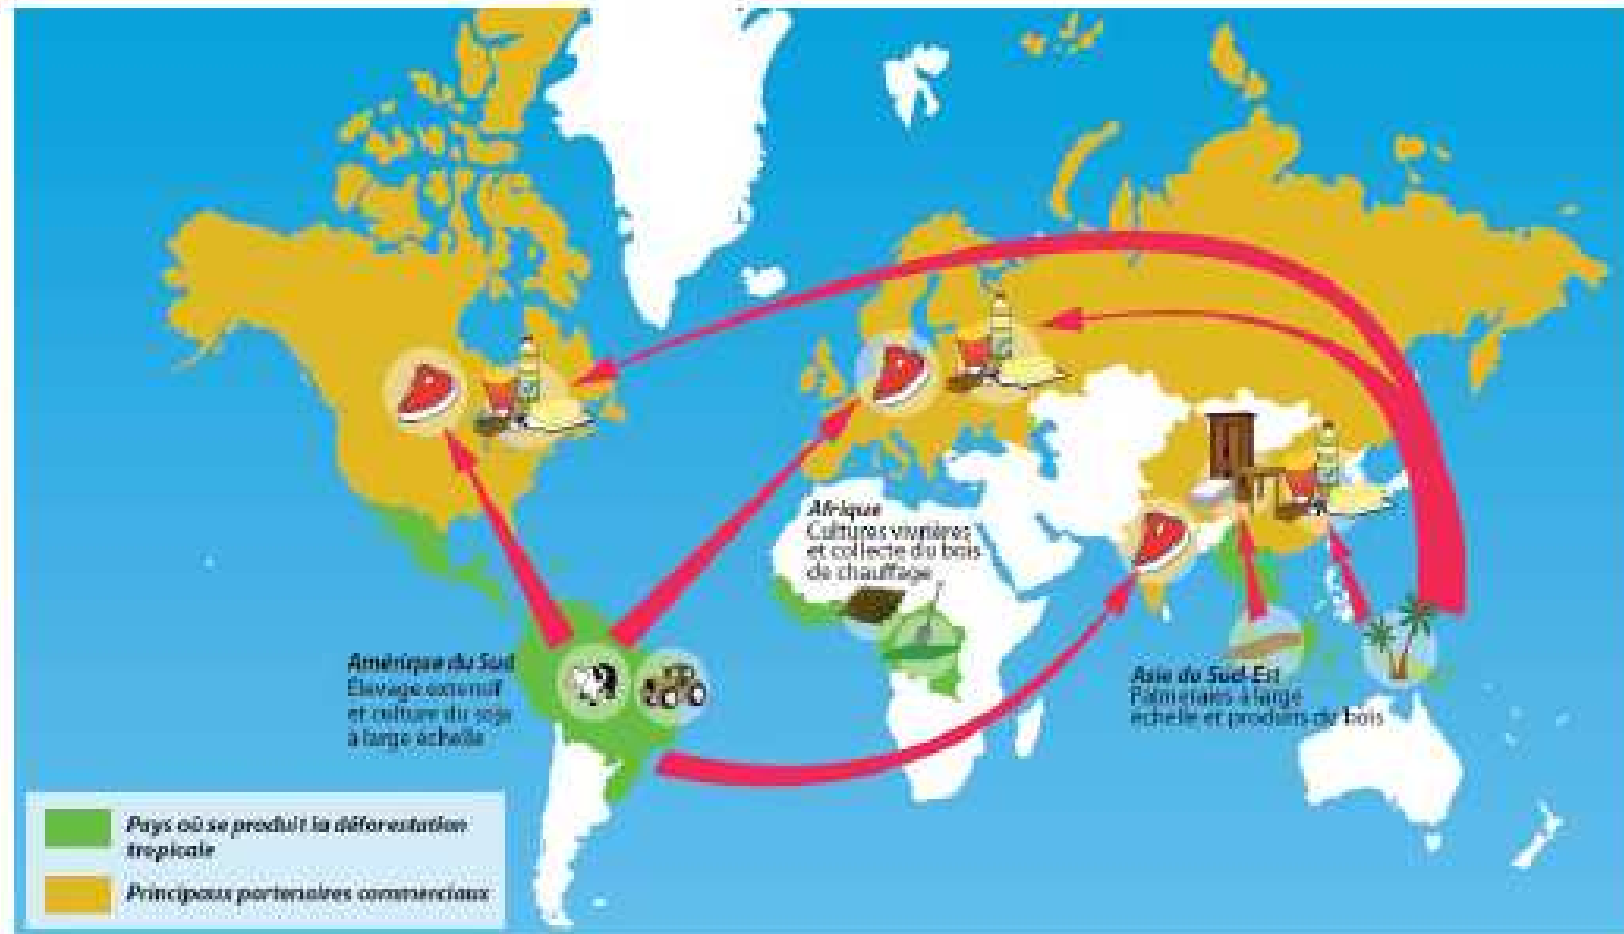 Afrique
Cultures vivrières
et collecte du bois
de chauffage
Amérique du Sud
Élevage extensif
et culture du soja
à large échelle
Asie du Sud-Est
Palmeraies à large
échelle et produits du bois
Pays où se produit la déforestation
tropicale
Principaux partenaires commerciaux